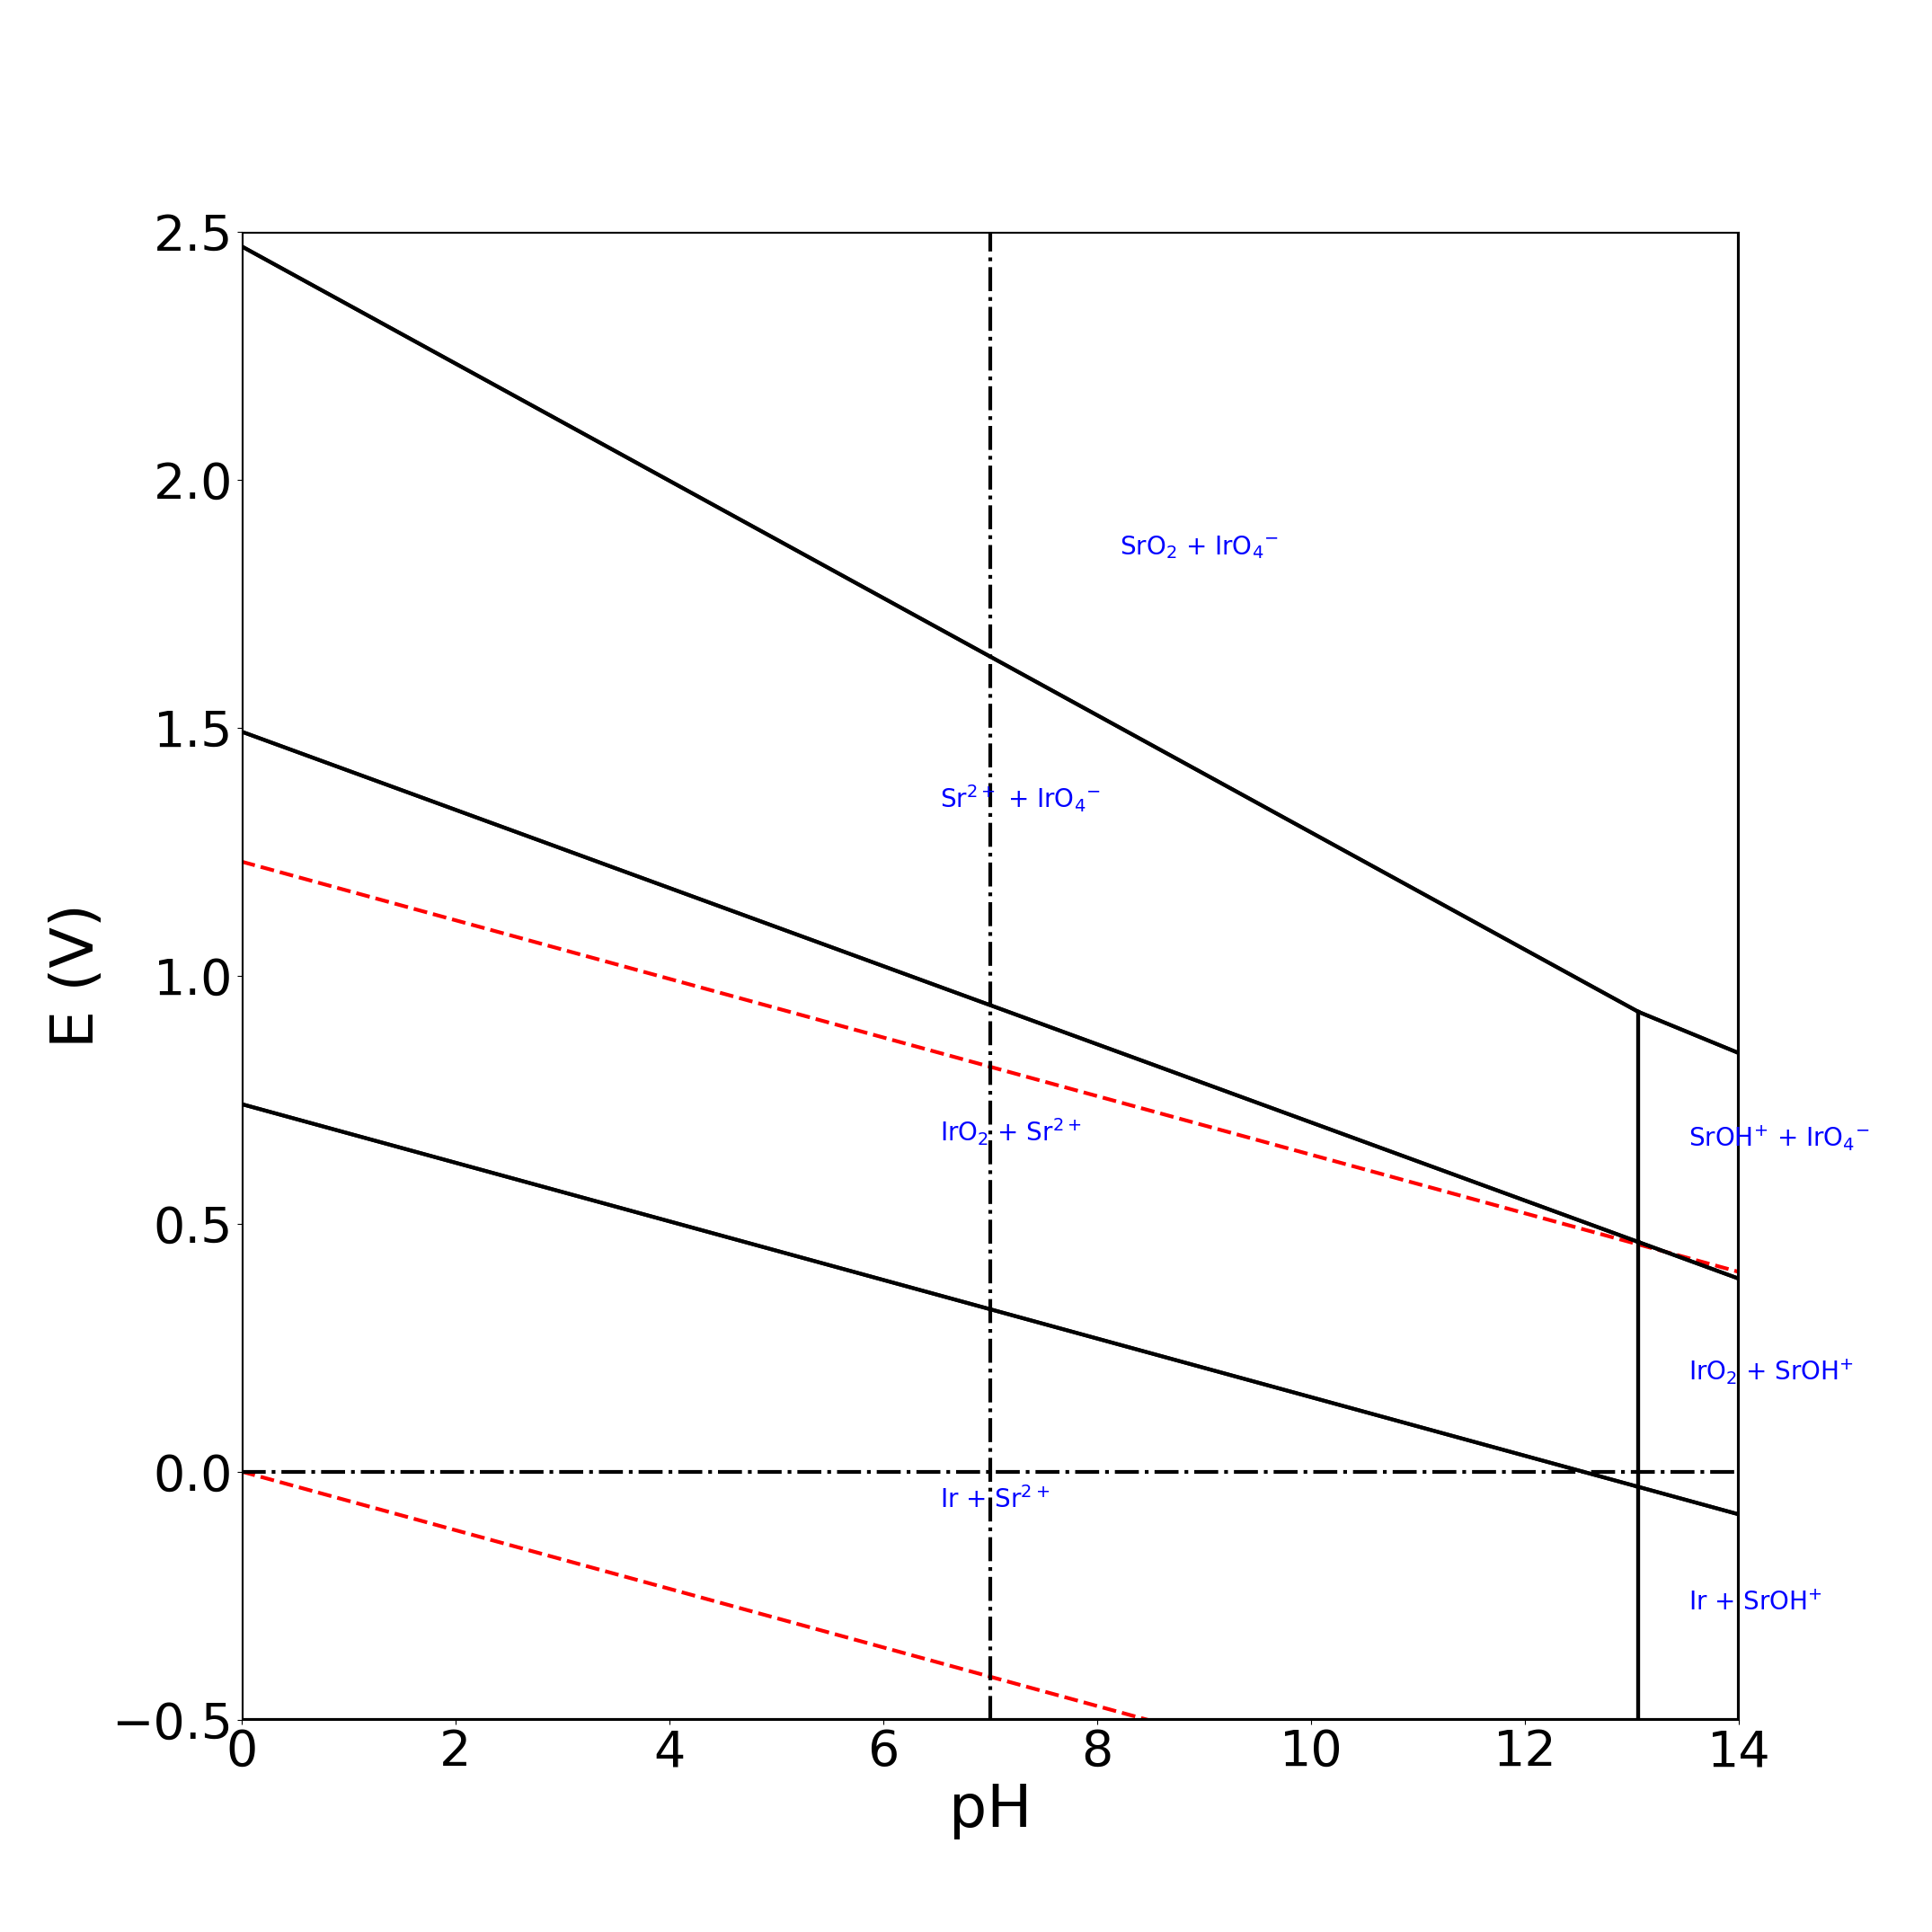 2.5
2.0
SrO₂ + IrO₄⁻
1.5
Sr²⁺ + IrO₄⁻
1.0
E (V)
IrO₂ + Sr²⁺
SrOH⁺ + IrO₄⁻
0.5
IrO₂ + SrOH⁺
0.0
Ir + Sr²⁺
Ir + SrOH⁺
−0.5
0 2 4 6 8 10 12 14
pH